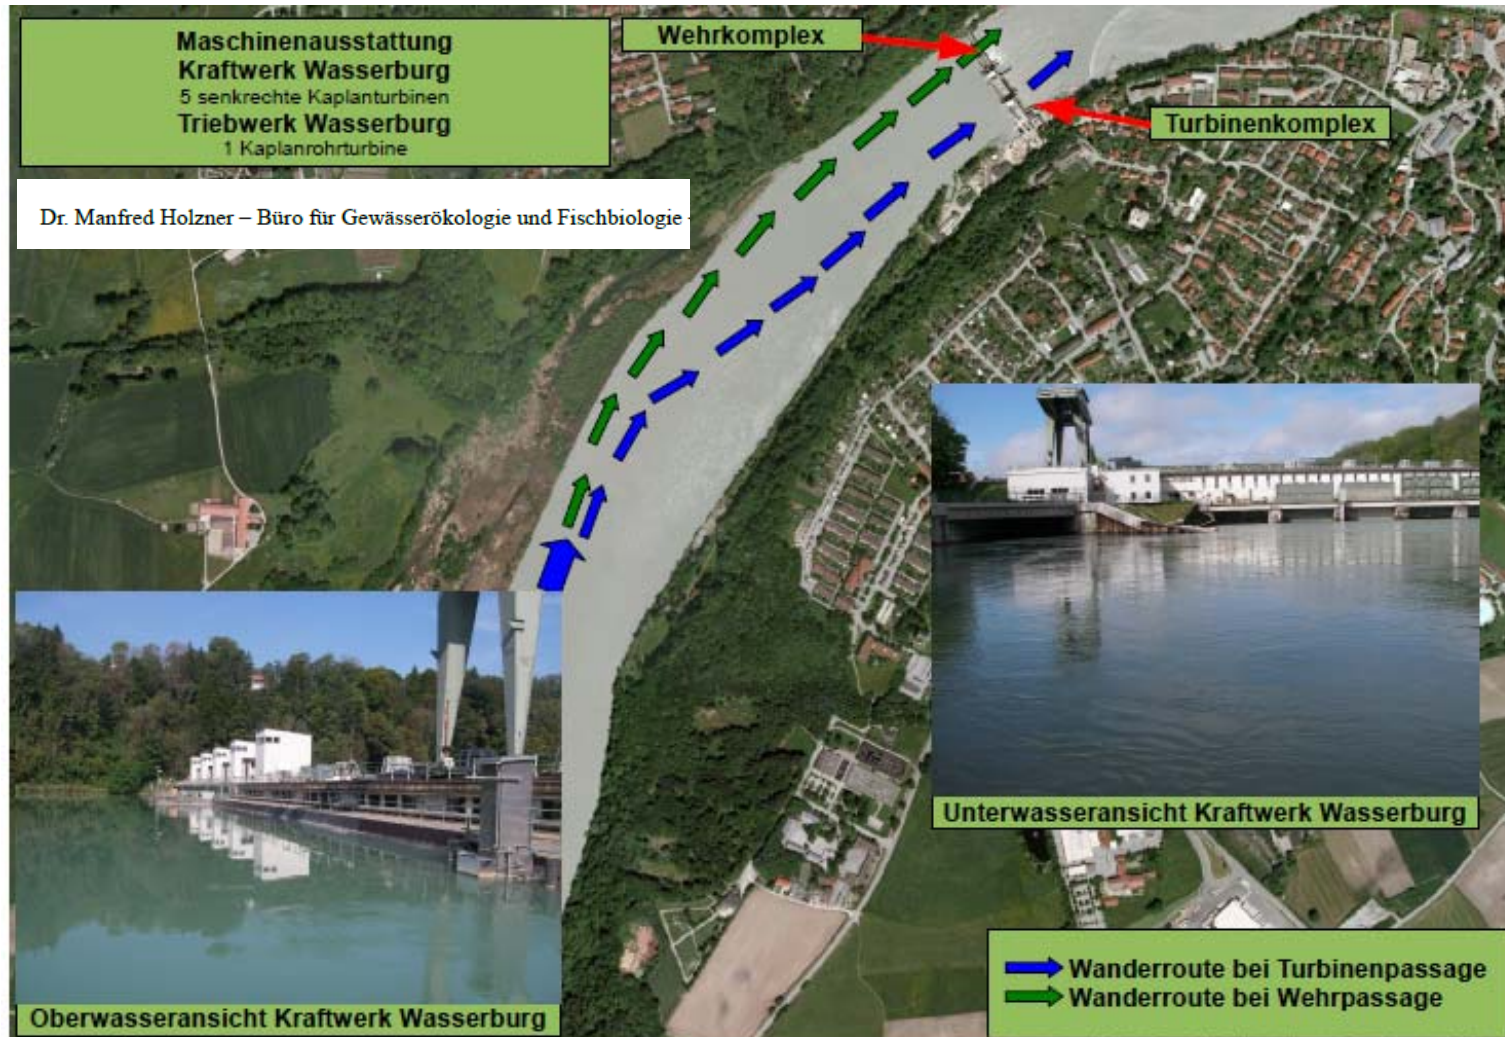 Maschinenausstattung
Kraftwerk Wasserburg
5 senkrechte Kaplanturbinen
Triebwerk Wasserburg
1 Kaplanrohrturbine
Wehrkomplex
Turbinenkomplex
Dr. Manfred Holzner – Büro für Gewässerökologie und Fischbiologie -
Unterwasseransicht Kraftwerk Wasserburg
Wanderroute bei Turbinenpassage
Wanderroute bei Wehrpassage
Oberwasseransicht Kraftwerk Wasserburg